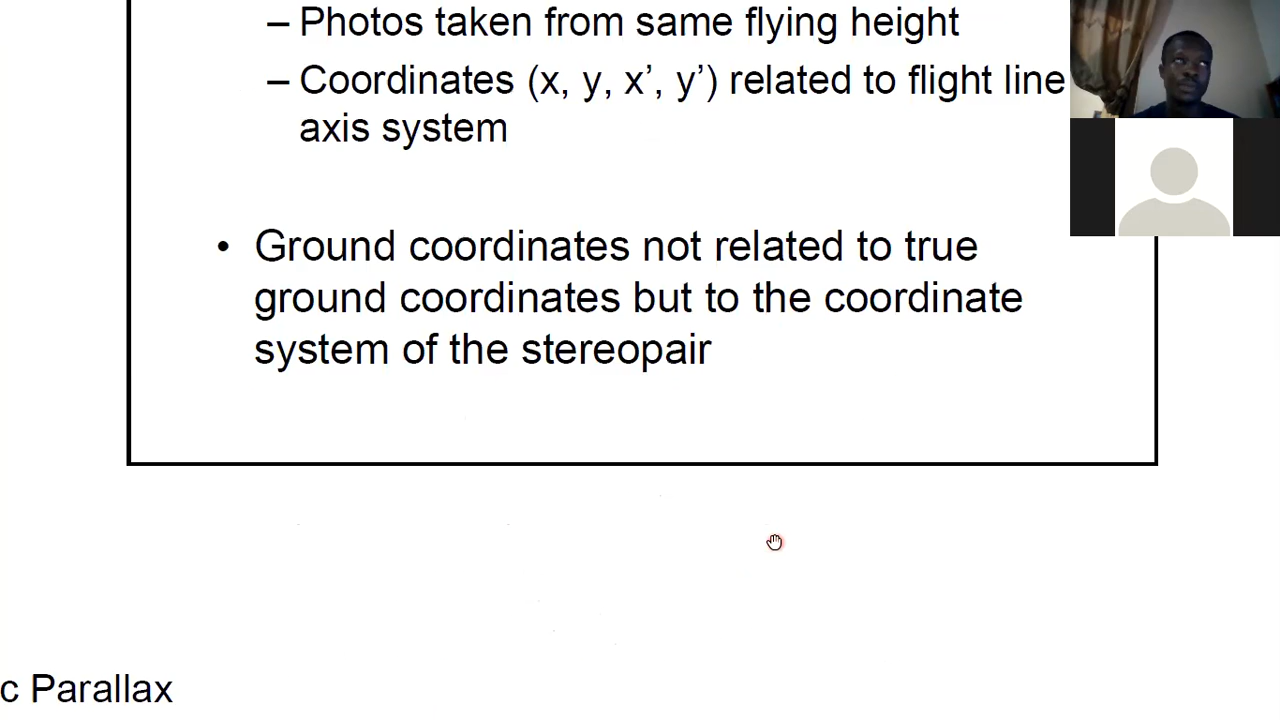 – Photos taken from same flying height
– Coordinates (x, y, x’, y’) related to flight line
axis system
• Ground coordinates not related to true
ground coordinates but to the coordinate
system of the stereopair
c Parallax